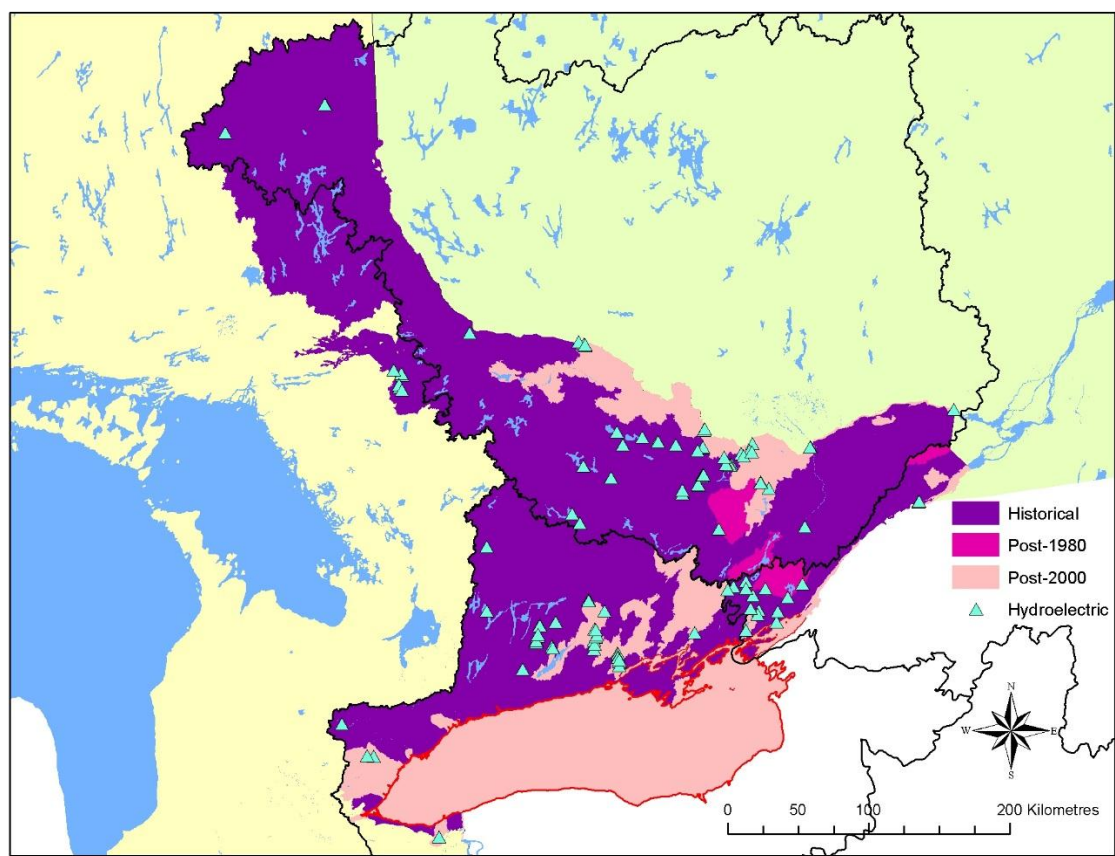 Historical
Post-1980
Post-2000
Hydroelectric
N
W E
S
0 50 100 200 Kilometres